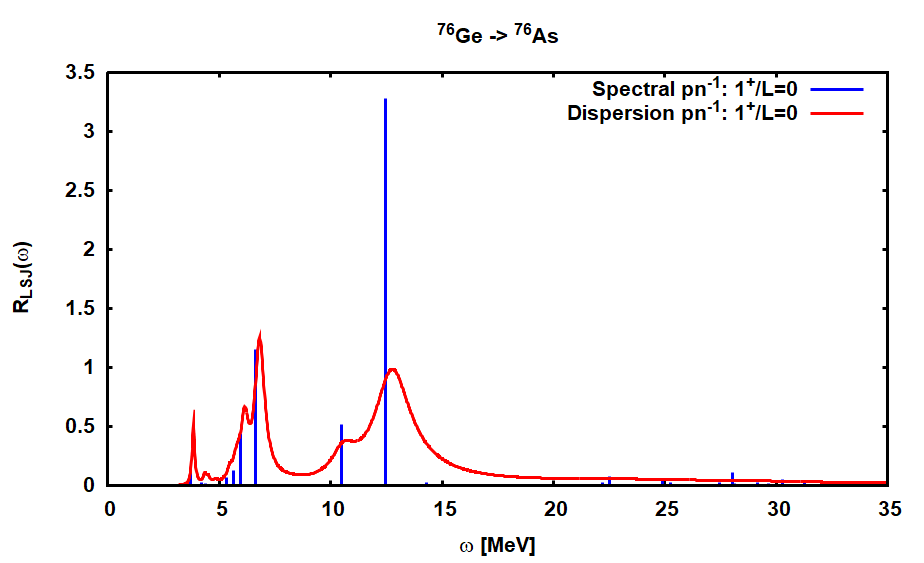 ⁷⁶Ge -> ⁷⁶As
Spectral pn⁻¹: 1⁺/L=0
Dispersion pn⁻¹: 1⁺/L=0
3.5
3
2.5
2
1.5
1
0.5
0
R_LSJ(ω)
0 5 10 15 20 25 30 35
ω [MeV]